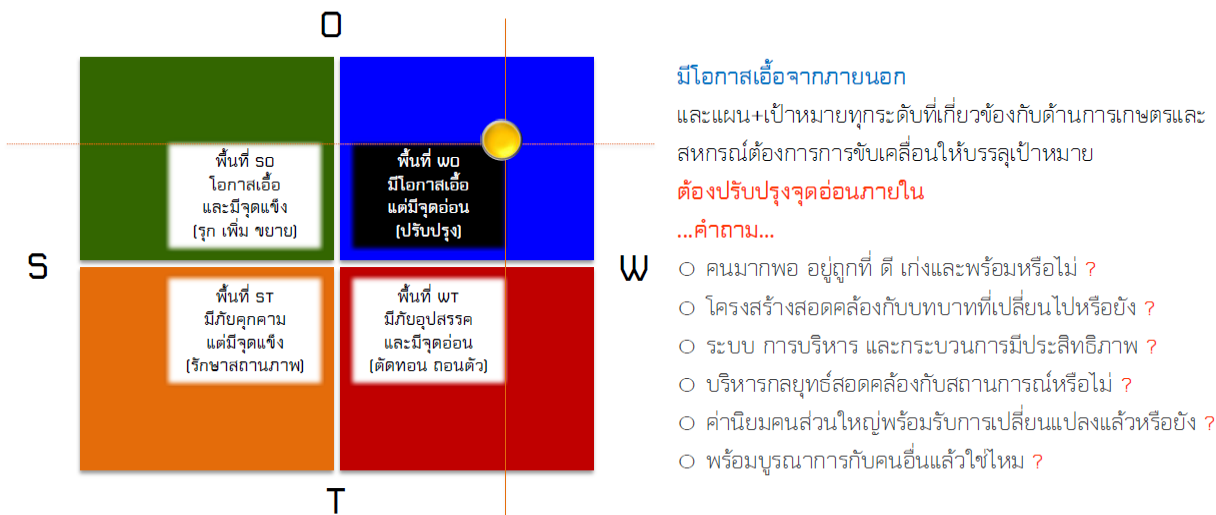 O
พื้นที่ SO
โอกาสเอื้อ
และมีจุดแข็ง
(รุก เพิ่ม ขยาย)
พื้นที่ WO
มีโอกาสเอื้อ
แต่มีจุดอ่อน
(ปรับปรุง)
S
W
พื้นที่ ST
มีภัยคุกคาม
แต่มีจุดแข็ง
(รักษาสถานภาพ)
พื้นที่ WT
มีภัยอุปสรรค
และมีจุดอ่อน
(ตัดทอน ถอนตัว)
T
มีโอกาสเอื้อจากภายนอก
และแผน+เป้าหมายทุกระดับที่เกี่ยวข้องกับด้านการเกษตรและ
สหกรณ์ต้องการการขับเคลื่อนให้บรรลุเป้าหมาย
ต้องปรับปรุงจุดอ่อนภายใน
...คำถาม...
○ คนมากพอ อยู่ถูกที่ ดี เก่งและพร้อมหรือไม่ ?
○ โครงสร้างสอดคล้องกับบทบาทที่เปลี่ยนไปหรือยัง ?
○ ระบบ การบริหาร และกระบวนการมีประสิทธิภาพ ?
○ บริหารกลยุทธ์สอดคล้องกับสถานการณ์หรือไม่ ?
○ ค่านิยมคนส่วนใหญ่พร้อมรับการเปลี่ยนแปลงแล้วหรือยัง ?
○ พร้อมบูรณาการกับคนอื่นแล้วใช่ไหม ?